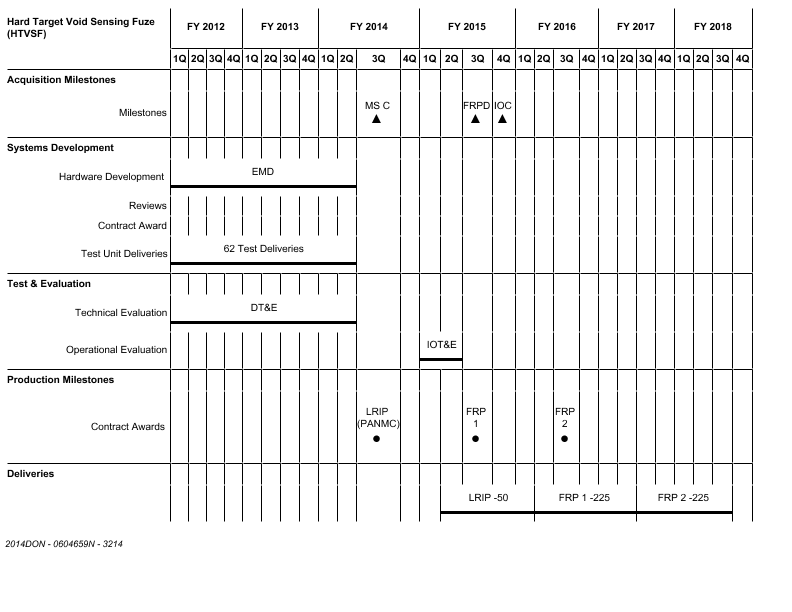 Hard Target Void Sensing Fuze
(HTVSF)
FY 2012 FY 2013 FY 2014 FY 2015 FY 2016 FY 2017 FY 2018
1Q 2Q 3Q 4Q 1Q 2Q 3Q 4Q 1Q 2Q 3Q 4Q 1Q 2Q 3Q 4Q 1Q 2Q 3Q 4Q 1Q 2Q 3Q 4Q 1Q 2Q 3Q 4Q
Acquisition Milestones
Milestones MS C FRPD IOC
Systems Development
Hardware Development EMD
Reviews
Contract Award
Test Unit Deliveries 62 Test Deliveries
Test & Evaluation
Technical Evaluation DT&E
Operational Evaluation IOT&E
Production Milestones
Contract Awards LRIP (PANMC) FRP 1 FRP 2
Deliveries
LRIP -50 FRP 1 -225 FRP 2 -225
2014DON - 0604659N - 3214